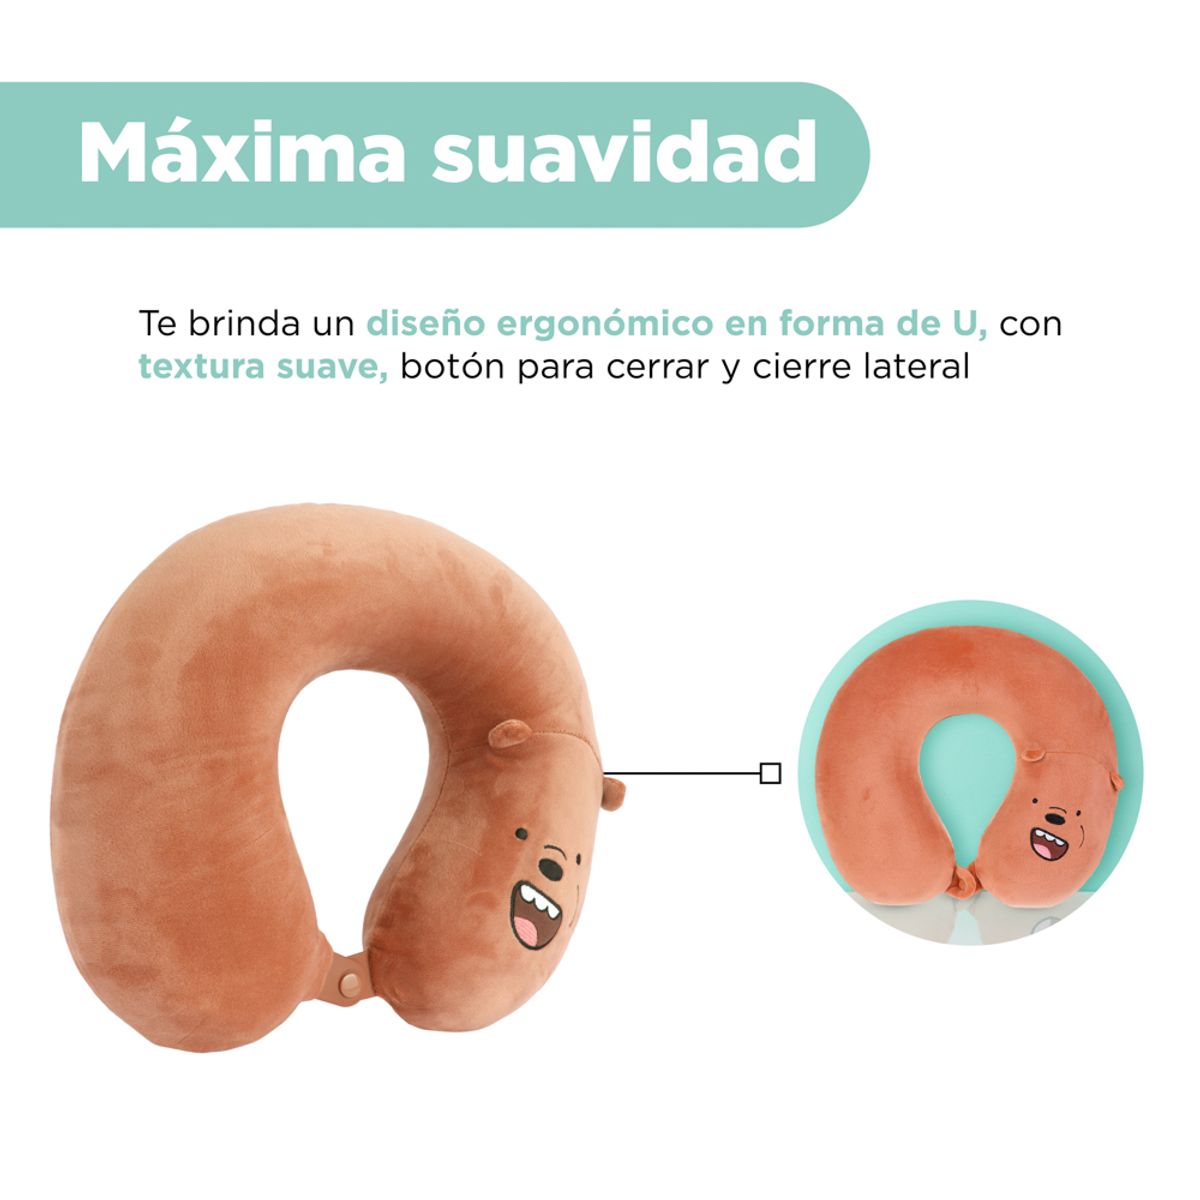 Máxima suavidad
Te brinda un diseño ergonómico en forma de U, con
textura suave, botón para cerrar y cierre lateral